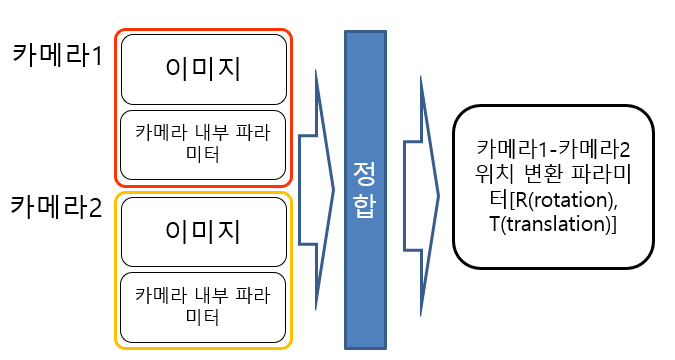 카메라1
이미지
카메라 내부 파라
미터
카메라2
이미지
카메라 내부 파라
미터
정
합
카메라1-카메라2
위치 변환 파라미
터[R(rotation),
T(translation)]